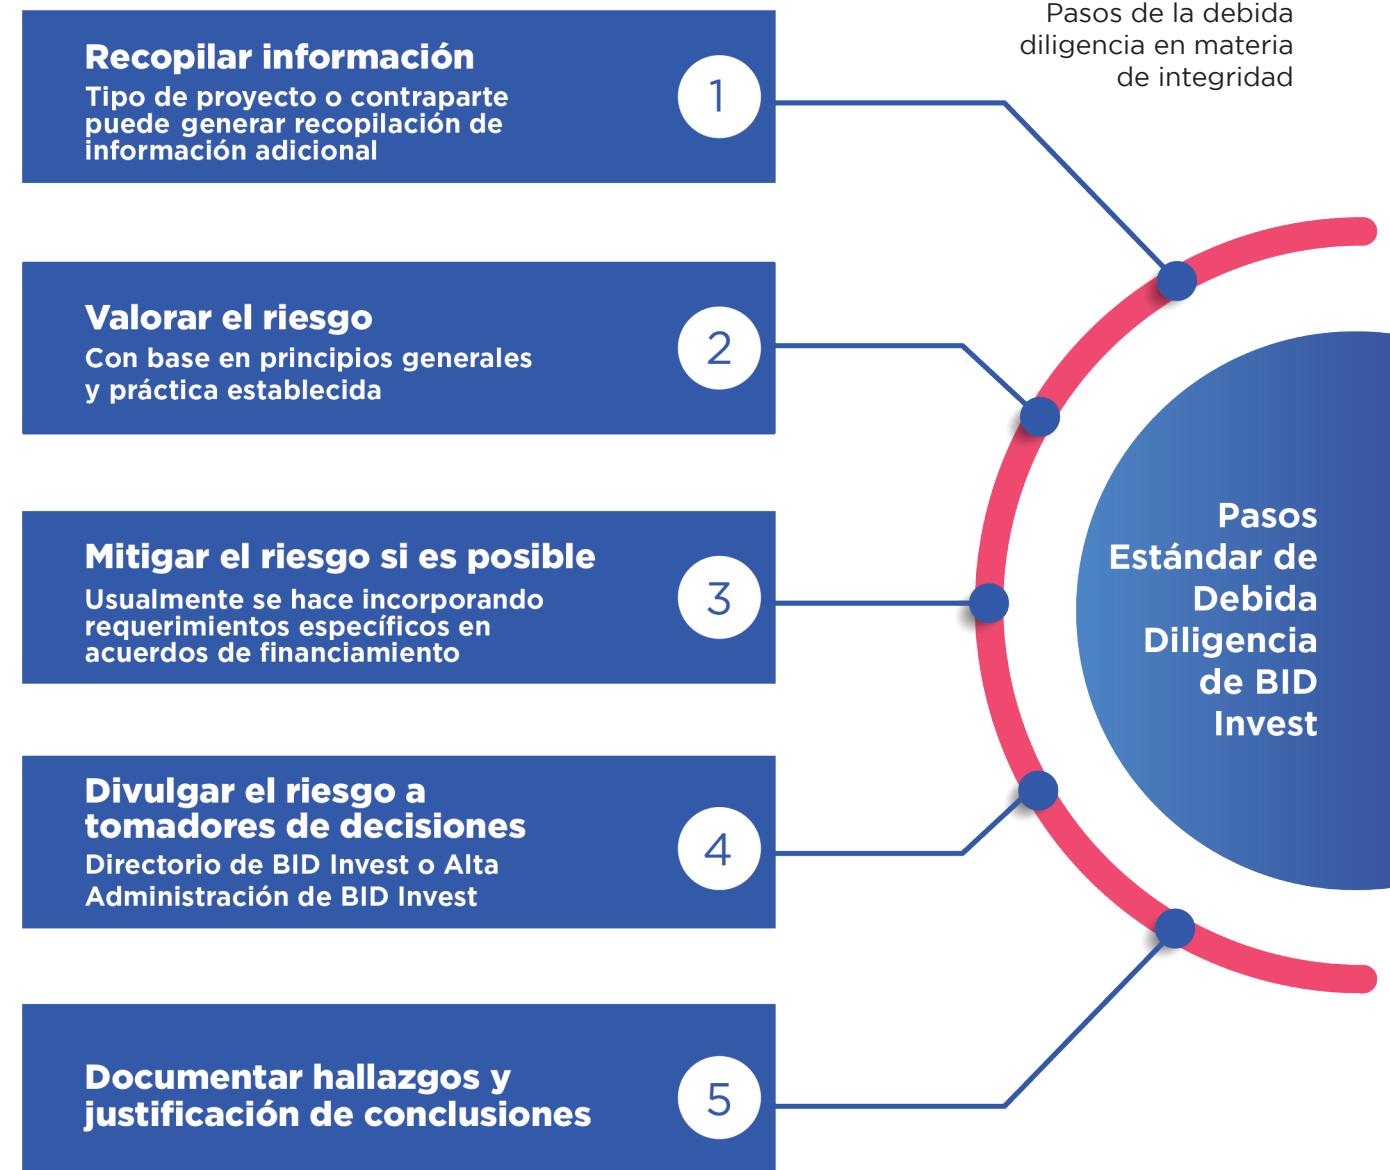 Pasos de la debida
diligencia en materia
de integridad
Recopilar información
Tipo de proyecto o contraparte
puede generar recopilación de
información adicional
1
Valorar el riesgo
Con base en principios generales
y práctica establecida
2
Mitigar el riesgo si es posible
Usualmente se hace incorporando
requerimientos específicos en
acuerdos de financiamiento
3
Divulgar el riesgo a
tomadores de decisiones
Directorio de BID Invest o Alta
Administración de BID Invest
4
Documentar hallazgos y
justificación de conclusiones
5
Pasos
Estándar de
Debida
Diligencia
de BID
Invest